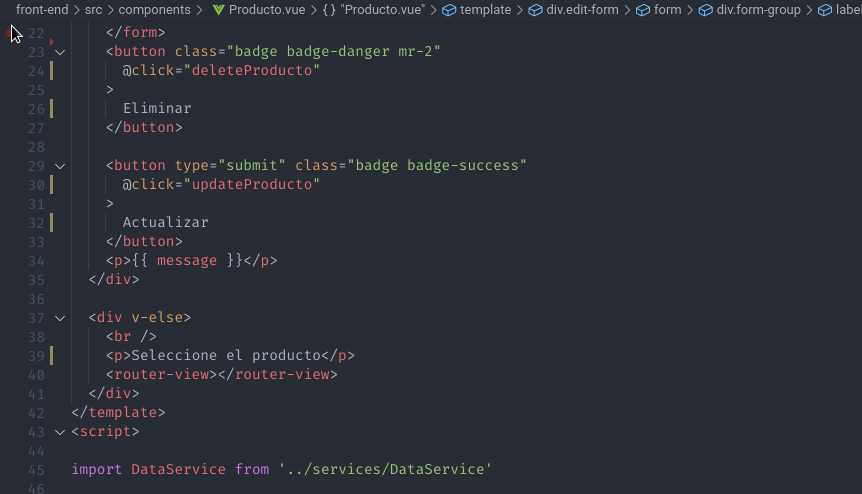 front-end > src > components > Producto.vue > {} "Producto.vue" > template > div.edit-form > form > div.form-group > label
22 </form>
23 <button class="badge badge-danger mr-2"
24 @click="deleteProducto"
25 >
26 Eliminar
27 </button>
28
29 <button type="submit" class="badge badge-success"
30 @click="updateProducto"
31 >
32 Actualizar
33 </button>
34 <p>{{ message }}</p>
35 </div>
36
37 <div v-else>
38 <br />
39 <p>Seleccione el producto</p>
40 <router-view></router-view>
41 </div>
42 </template>
43 <script>
44
45 import DataService from '../services/DataService'
46